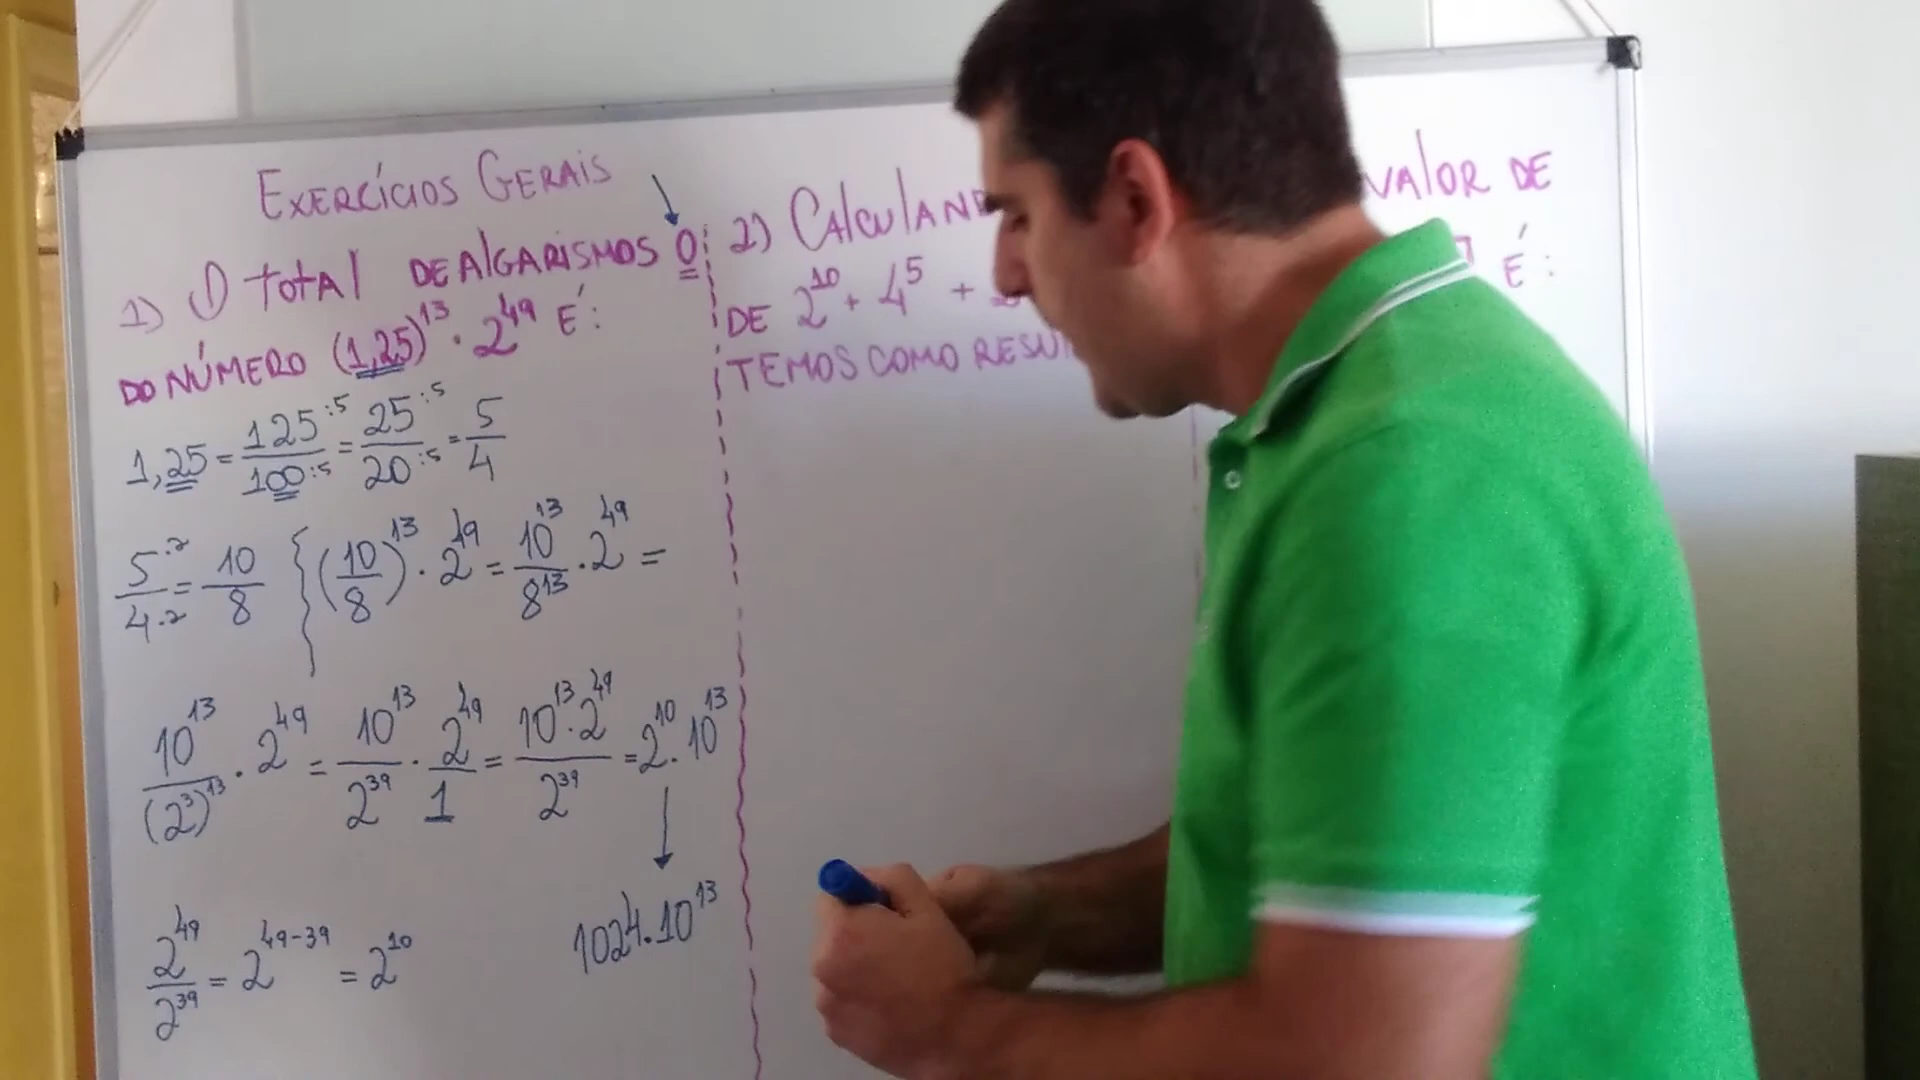 EXERCÍCIOS GERAIS
1) O TOTAL DE ALGARISMOS 0
DO NÚMERO (1,25)^13 · 2^49 É:
1,25 = 125:5/100:5 = 25:5/20:5 = 5/4
5·2/4·2 = 10/8 { (10/8)^13 · 2^49 = 10^13/8^13 · 2^49 =
10^13/(2^3)^13 · 2^49 = 10^13/2^39 · 2^49/1 = 10^13·2^49/2^39 = 2^10 · 10^13
1024·10^13
2^49/2^39 = 2^49-39 = 2^10
2)
DE 2^10 + 4^5 +
TEMOS COMO
VALOR DE
É: